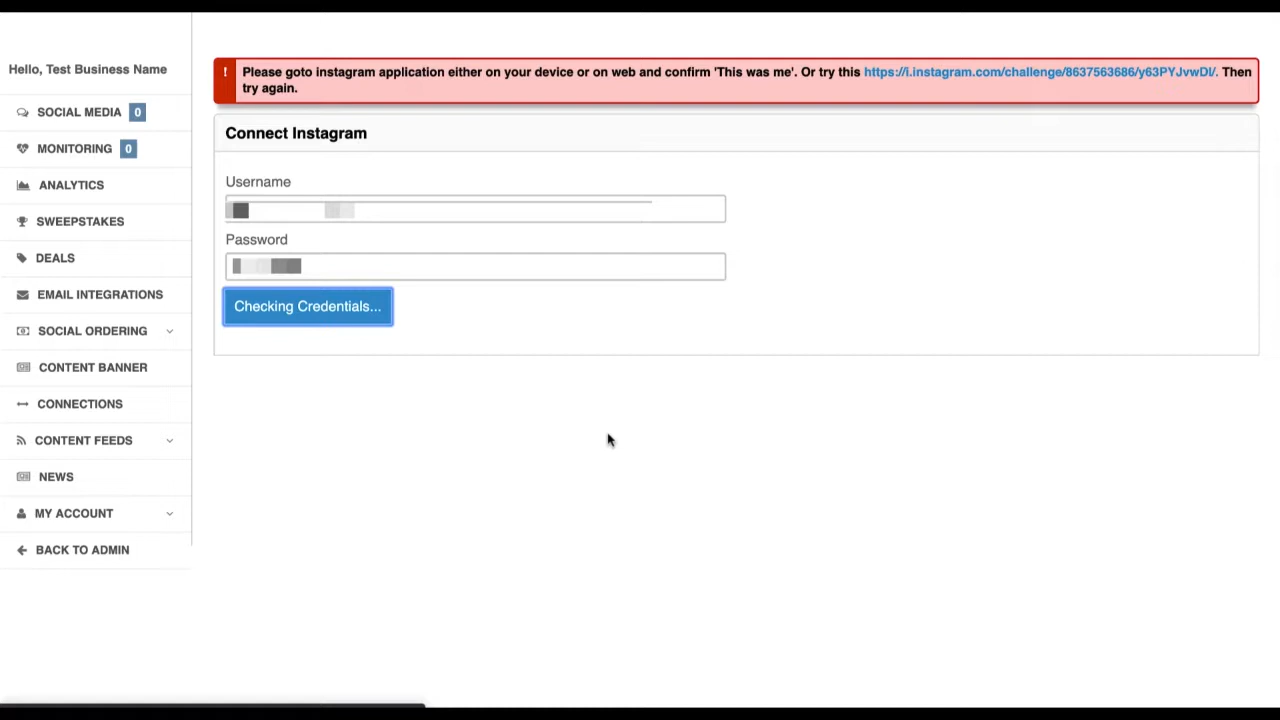 Hello, Test Business Name
SOCIAL MEDIA 0
MONITORING 0
ANALYTICS
SWEEPSTAKES
DEALS
EMAIL INTEGRATIONS
SOCIAL ORDERING
CONTENT BANNER
CONNECTIONS
CONTENT FEEDS
NEWS
MY ACCOUNT
BACK TO ADMIN
! Please goto instagram application either on your device or on web and confirm 'This was me'. Or try this https://i.instagram.com/challenge/8637563686/y63PYJvwDI/. Then
try again.
Connect Instagram
Username
Password
Checking Credentials...